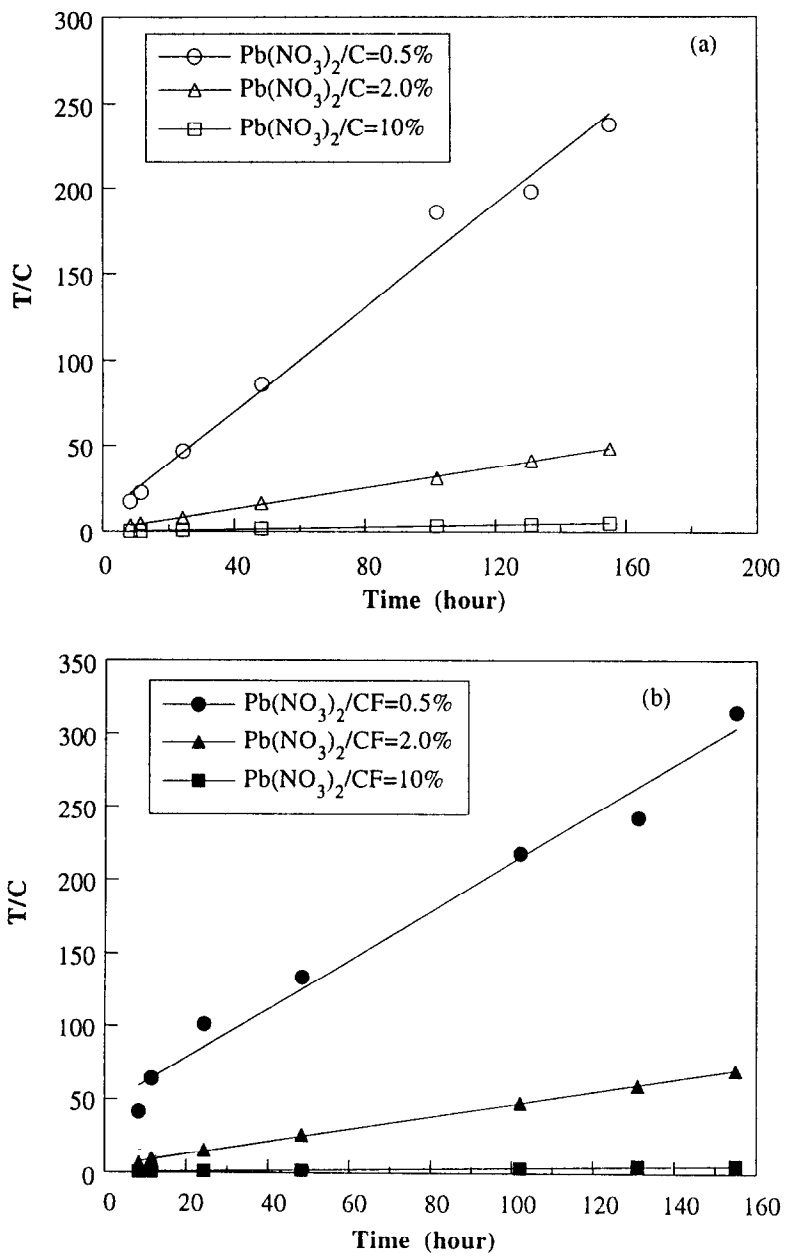 300
250
200
150
100
50
0
T/C
(a)
Pb(NO3)2/C=0.5%
Pb(NO3)2/C=2.0%
Pb(NO3)2/C=10%
0 40 80 120 160 200
Time (hour)
350
300
250
200
150
100
50
0
T/C
(b)
Pb(NO3)2/CF=0.5%
Pb(NO3)2/CF=2.0%
Pb(NO3)2/CF=10%
0 20 40 60 80 100 120 140 160
Time (hour)